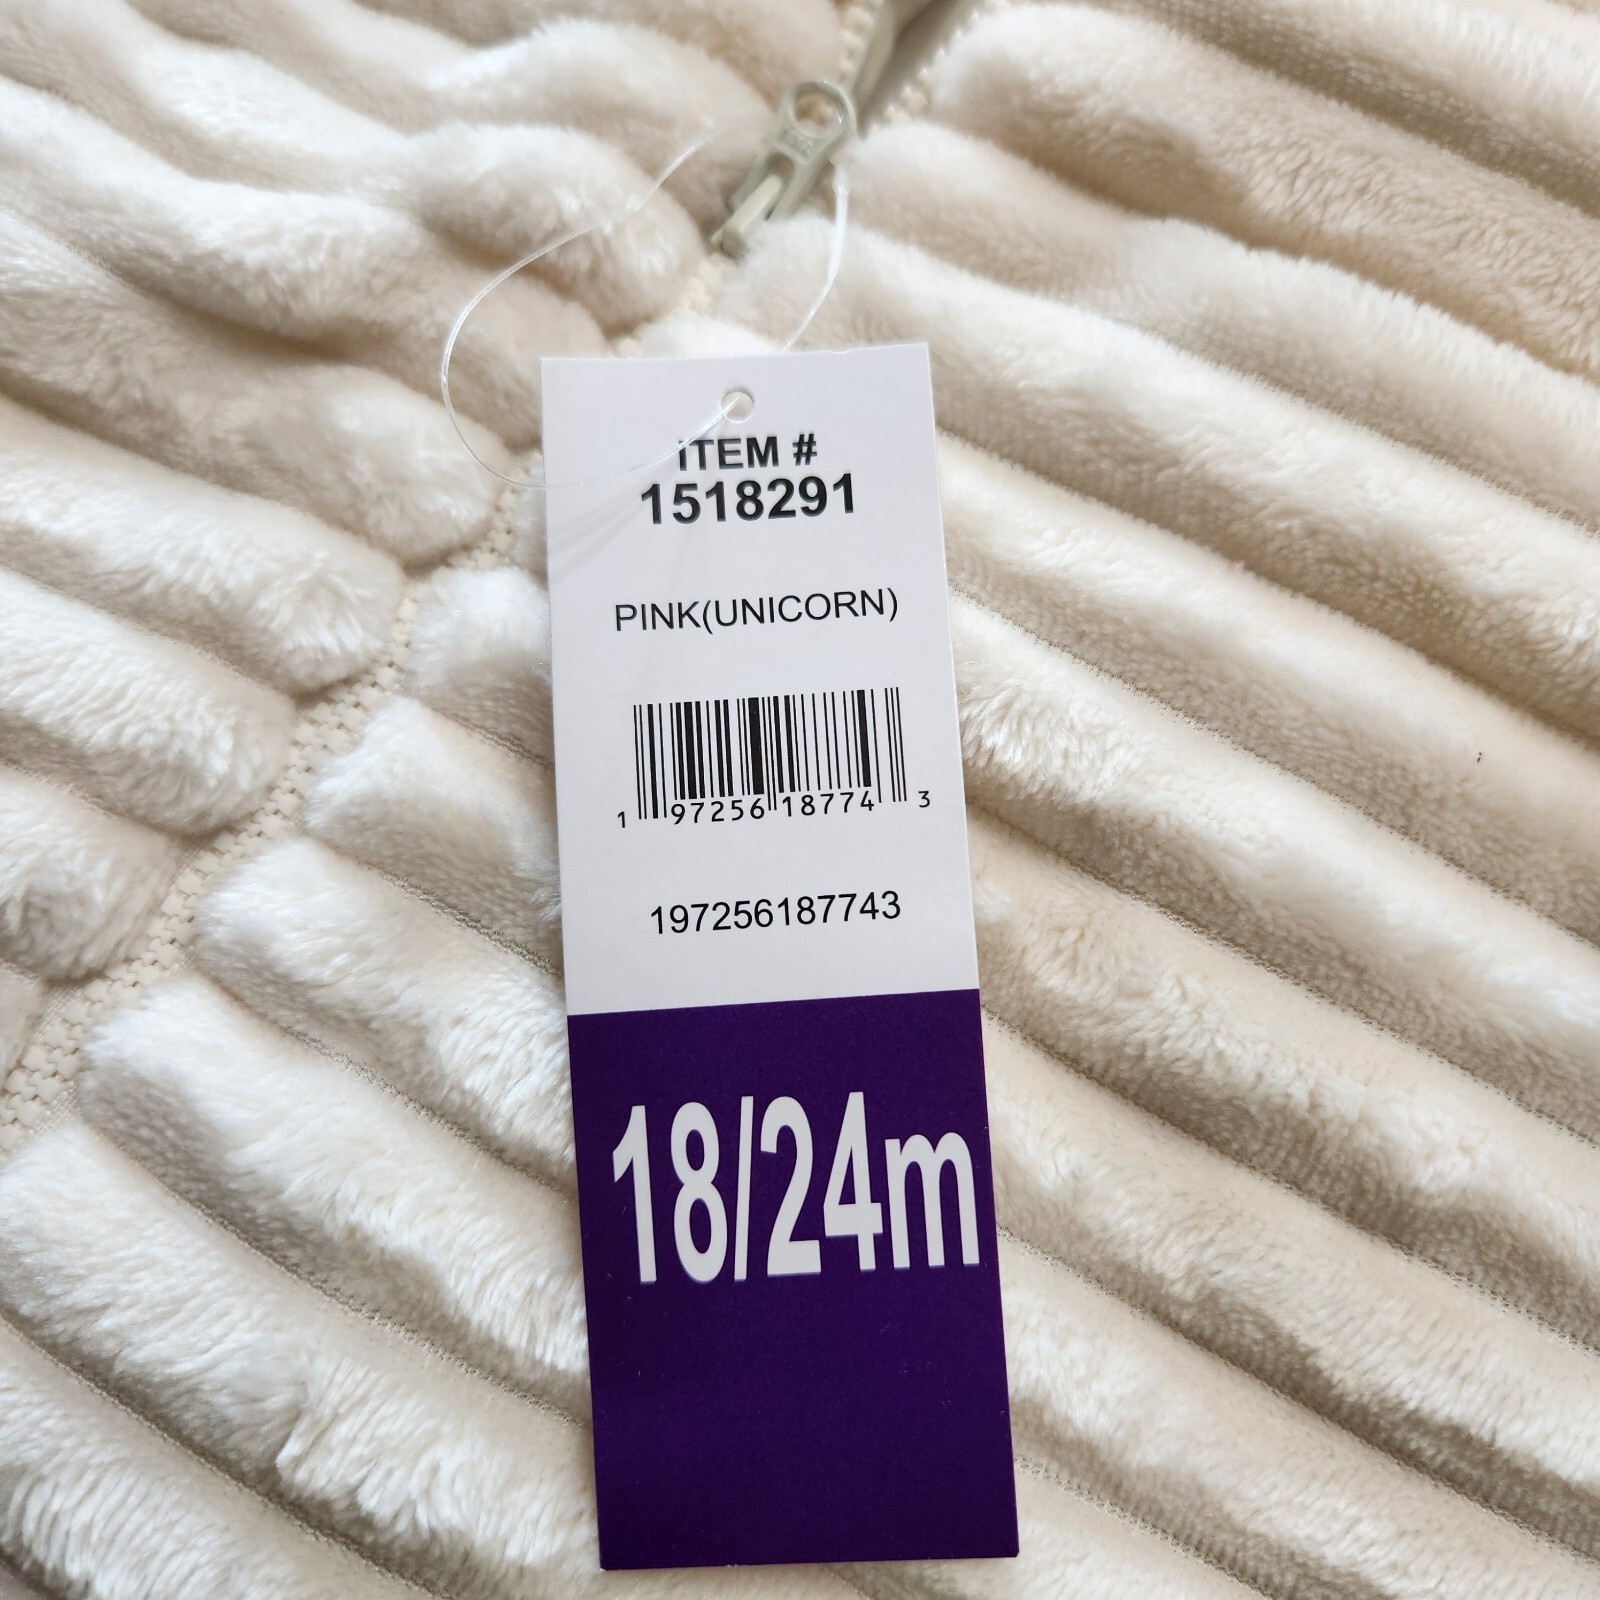 ITEM #
1518291
PINK(UNICORN)
1 97256 18774 3
197256187743
18/24m